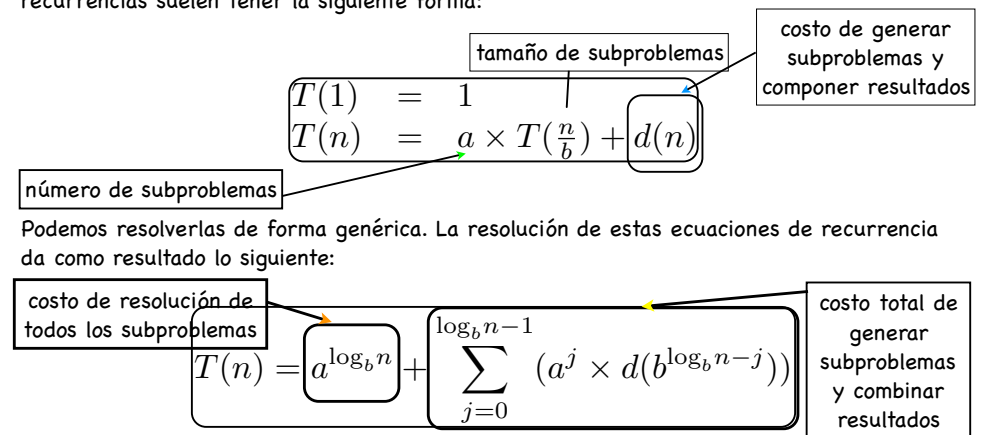 recurrencias suelen tener la siguiente forma:
costo de generar
subproblemas y
componer resultados
tamaño de subproblemas
T(1) = 1
T(n) = a × T(n/b) + d(n)
número de subproblemas
Podemos resolverlas de forma genérica. La resolución de estas ecuaciones de recurrencia
da como resultado lo siguiente:
costo de resolución de
todos los subproblemas
T(n) = a^{log_b n} + \sum_{j=0}^{log_b n−1} (a^j × d(b^{log_b n−j}))
costo total de
generar
subproblemas
y combinar
resultados